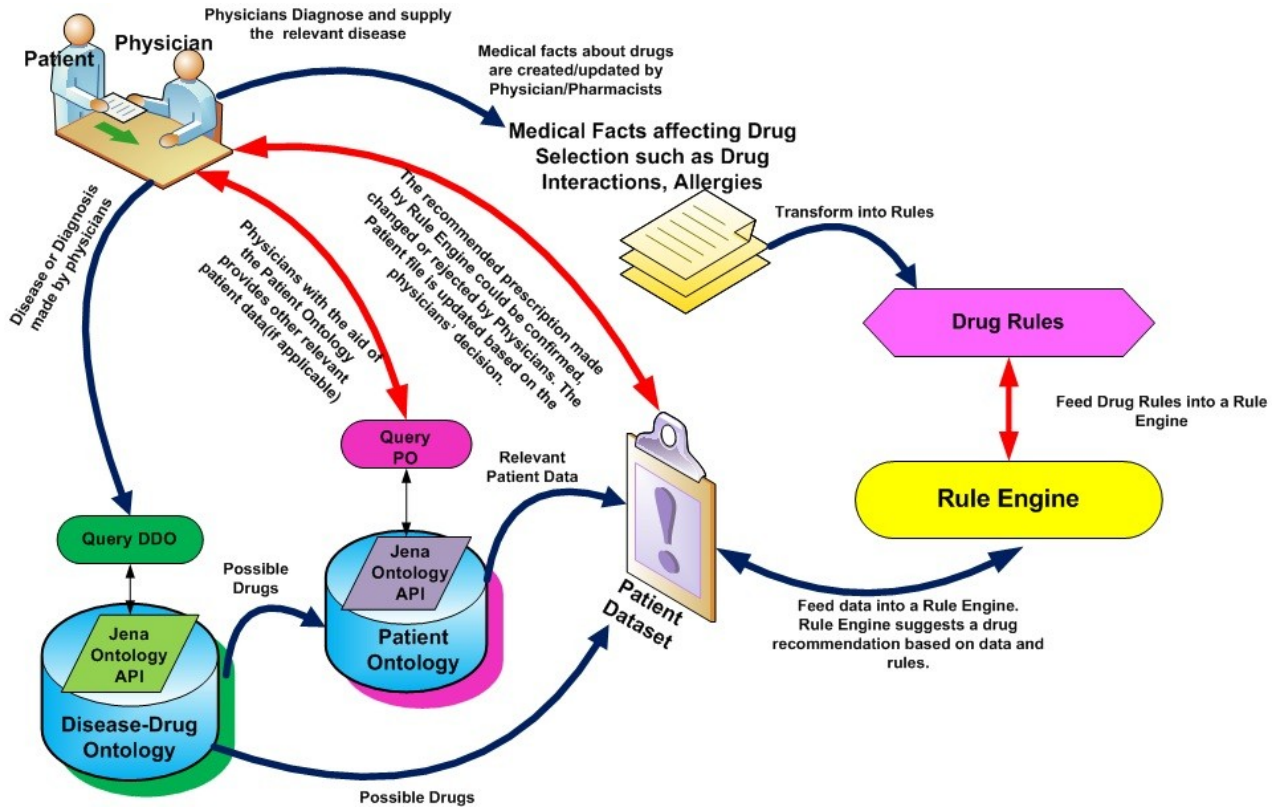 Physicians Diagnose and supply
the relevant disease
Patient
Physician
Medical facts about drugs
are created/updated by
Physician/Pharmacists
Medical Facts affecting Drug
Selection such as Drug
Interactions, Allergies
Transform into Rules
Disease or Diagnosis
made by physicians
Physicians with the aid of
the Patient Ontology
provides other relevant
patient data(if applicable)
The recommended prescription made
by Rule Engine could be confirmed,
changed or rejected by Physicians. The
Patient file is updated based on the
physicians' decision.
Drug Rules
Feed Drug Rules into a Rule
Engine
Rule Engine
Query
PO
Relevant
Patient Data
Query DDO
Possible
Drugs
Jena
Ontology
API
Patient
Ontology
Patient
Dataset
Feed data into a Rule Engine.
Rule Engine suggests a drug
recommendation based on data and
rules.
Jena
Ontology
API
Disease-Drug
Ontology
Possible Drugs